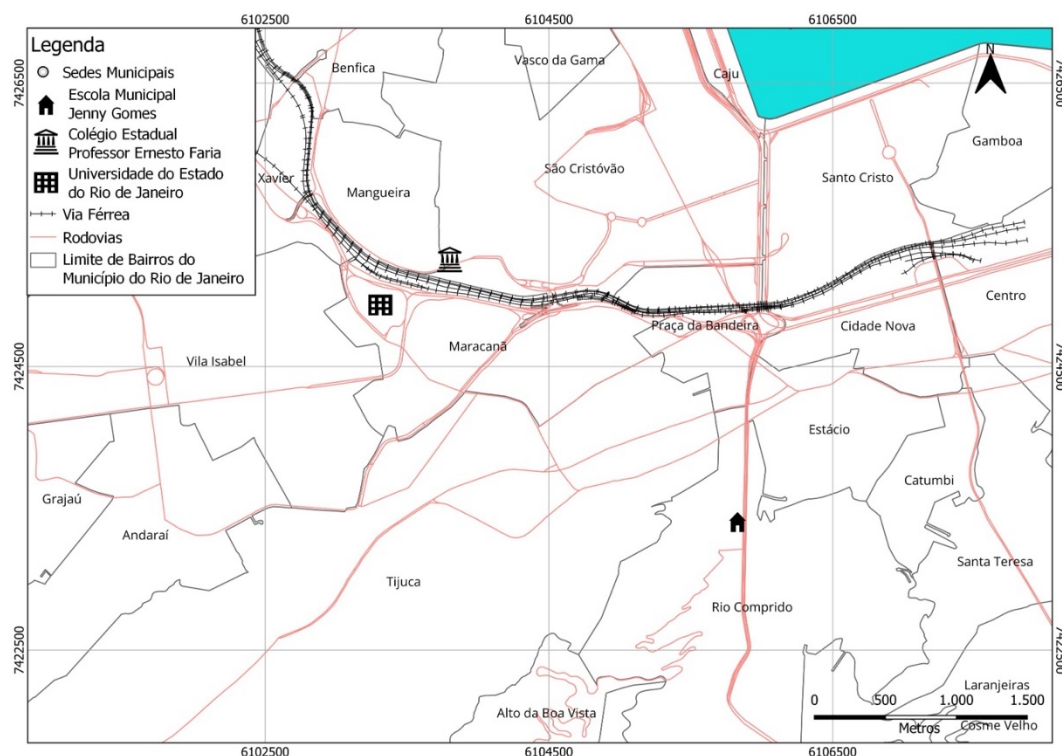 6102500 6104500 6106500
Legenda
Sedes Municipais
Escola Municipal
Jenny Gomes
Colégio Estadual
Professor Ernesto Faria
Universidade do Estado
do Rio de Janeiro
Via Férrea
Rodovias
Limite de Bairros do
Município do Rio de Janeiro
7426500
7426500
N
Benfica
Vasco da Gama
Caju
Gamboa
Xavier
Mangueira
São Cristóvão
Santo Cristo
Centro
Praça da Bandeira
Cidade Nova
Maracanã
Vila Isabel
7424500
7424500
Estácio
Catumbi
Grajaú
Andaraí
Tijuca
Santa Teresa
Rio Comprido
7422500
7422500
Laranjeiras
0 500 1.000 1.500
Metros
Cosme Velho
Alto da Boa Vista
6102500 6104500 6106500